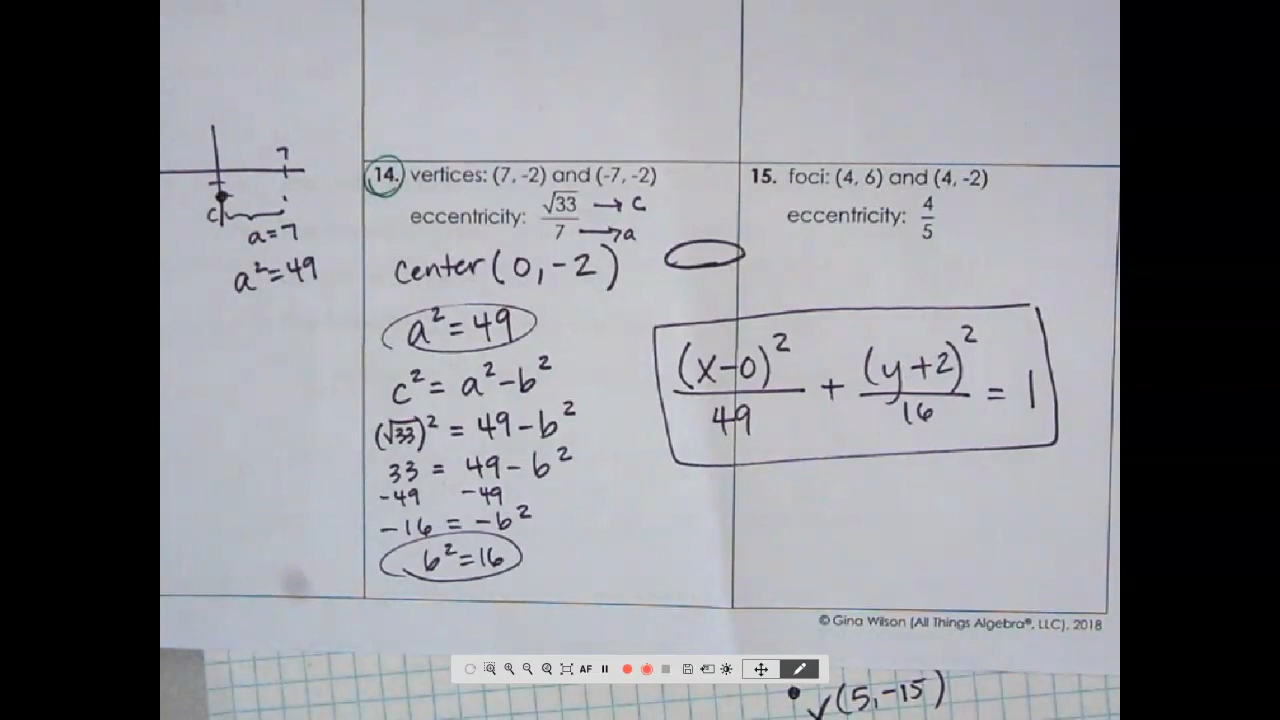 7
C
a=7
a²=49
14. vertices: (7, -2) and (-7, -2)
eccentricity: √33/7 → c → a
center (0, -2)
a² = 49
c² = a² - b²
(√33)² = 49 - b²
33 = 49 - b²
-49 -49
-16 = -b²
b² = 16
15. foci: (4, 6) and (4, -2)
eccentricity: 4/5
(x-0)²/49 + (y+2)²/16 = 1
© Gina Wilson (All Things Algebra®, LLC), 2018
AF
(5, -15)